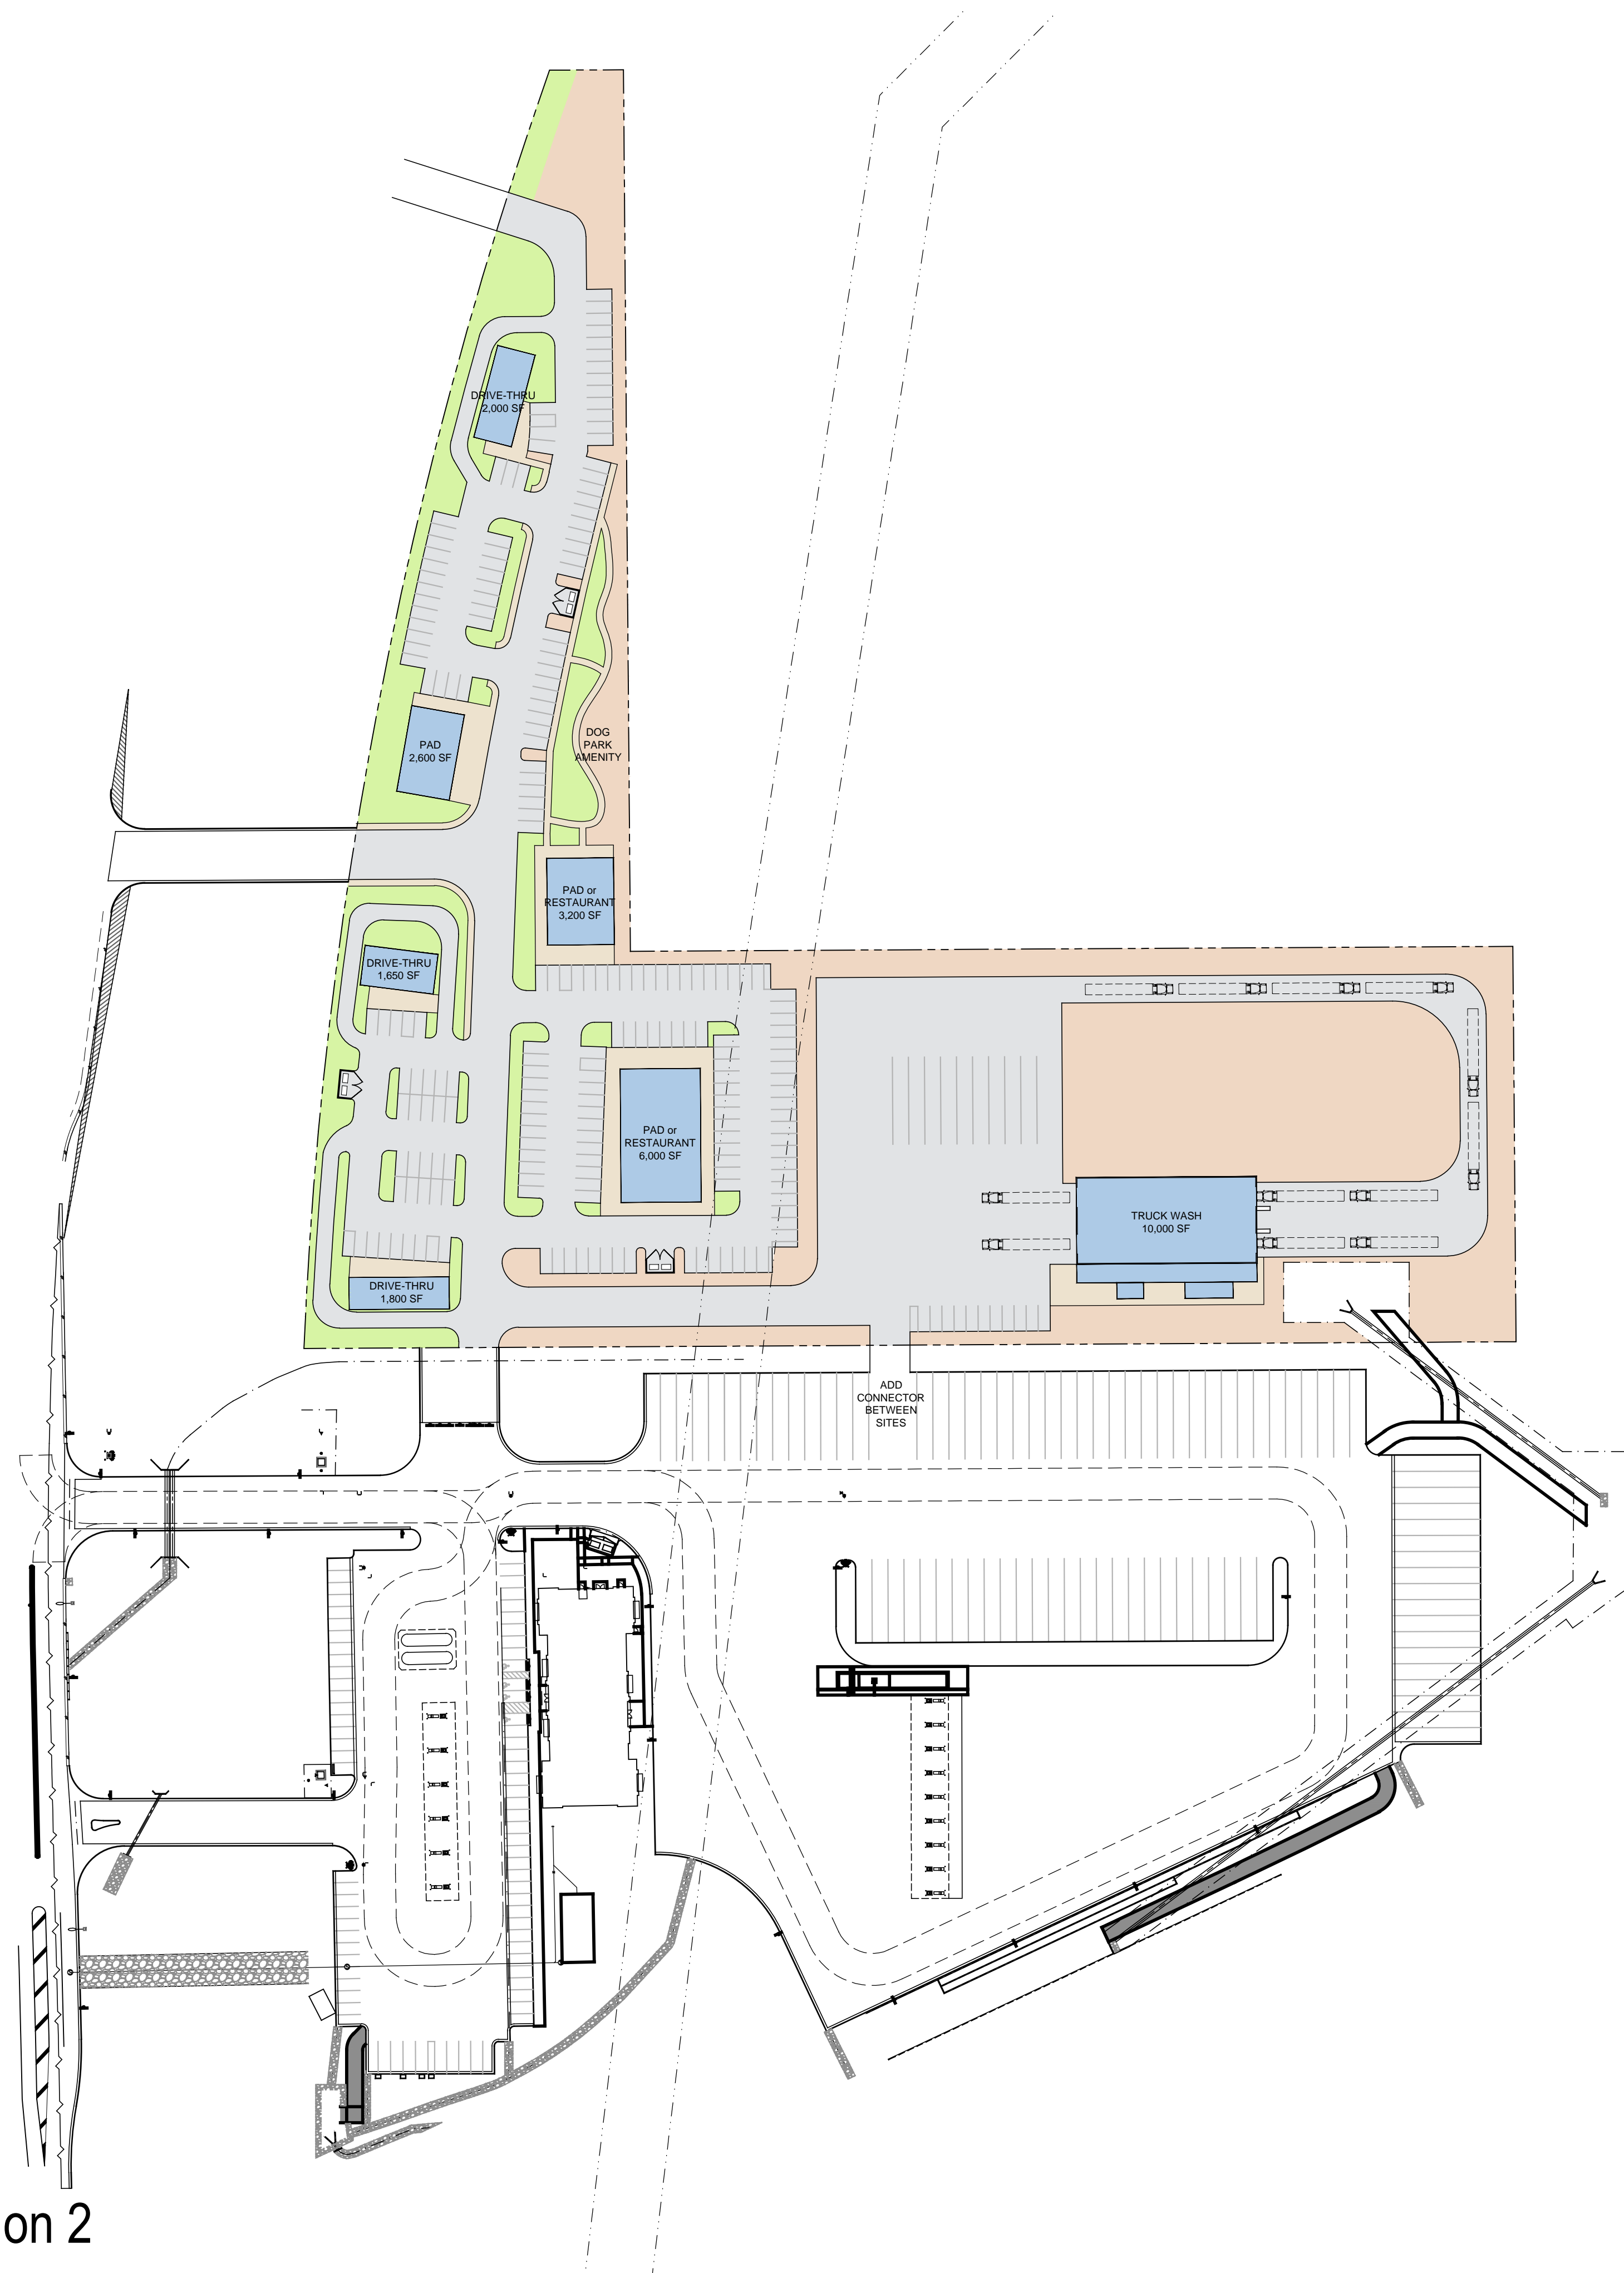 DRIVE-THRU
2,000 SF
PAD
2,600 SF
DOG
PARK
AMENITY
PAD or
RESTAURANT
3,200 SF
DRIVE-THRU
1,650 SF
PAD or
RESTAURANT
6,000 SF
TRUCK WASH
10,000 SF
DRIVE-THRU
1,800 SF
ADD
CONNECTOR
BETWEEN
SITES
on 2